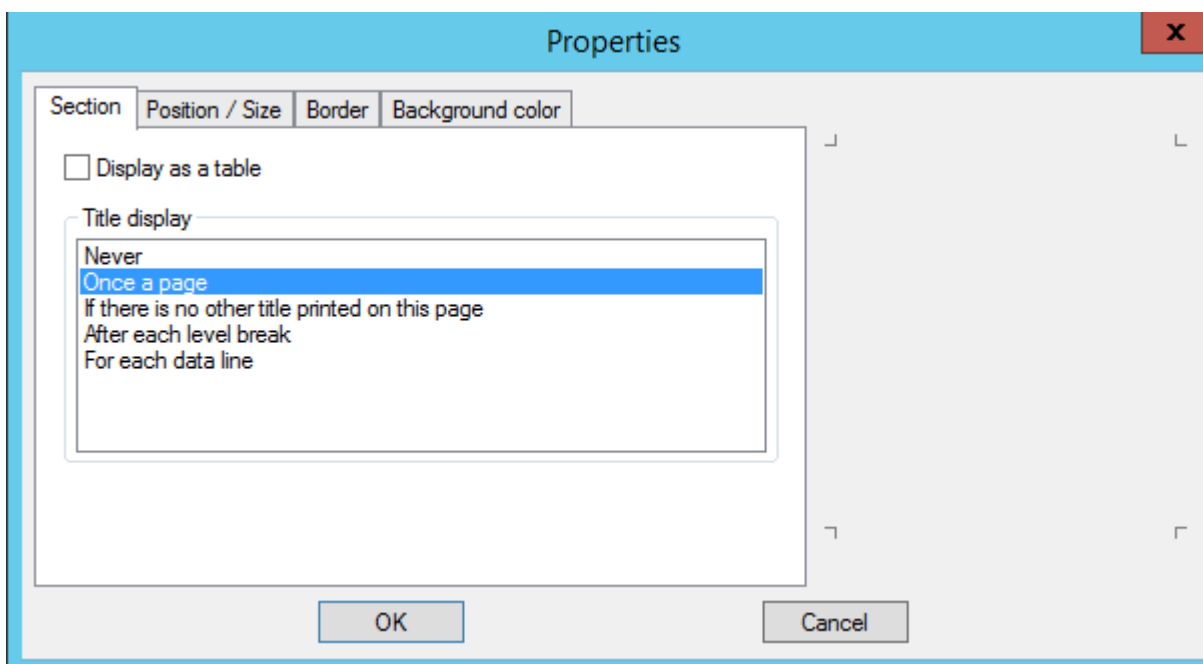 Properties
x
Section Position / Size Border Background color
Display as a table
Title display
Never
Once a page
If there is no other title printed on this page
After each level break
For each data line
OK Cancel